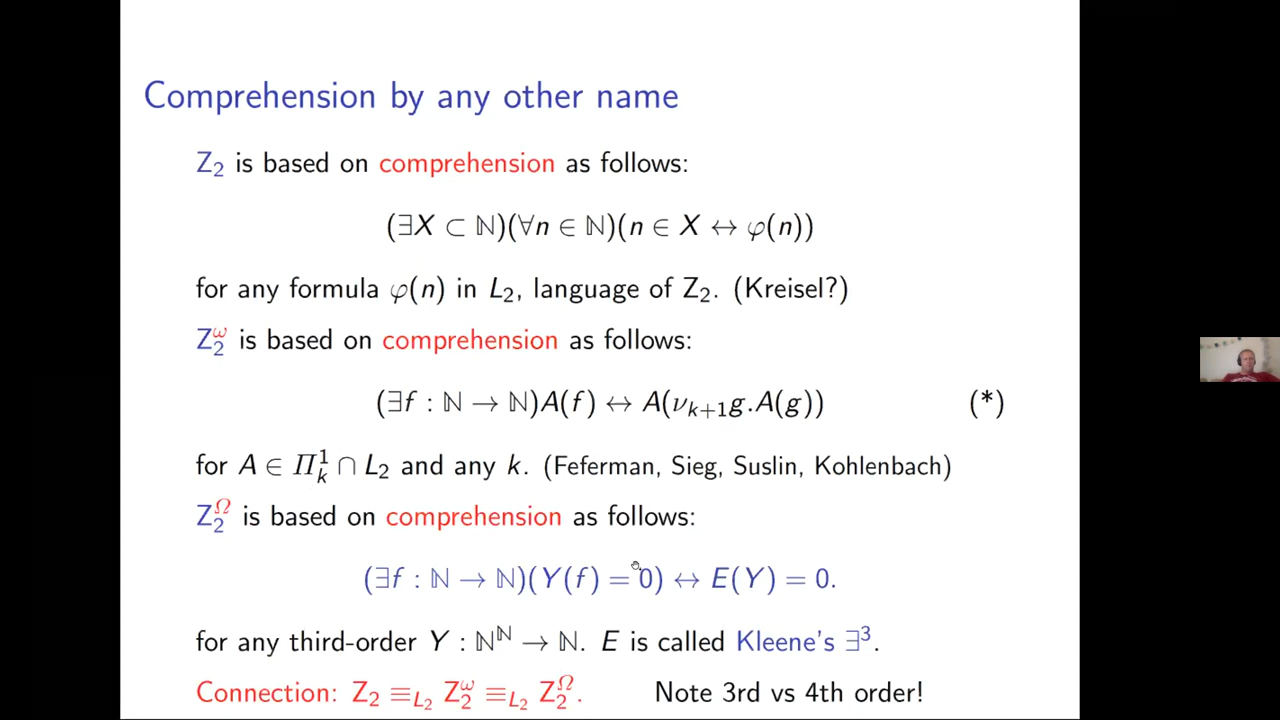 Comprehension by any other name
Z₂ is based on comprehension as follows:
(∃X ⊂ ℕ)(∀n ∈ ℕ)(n ∈ X ↔ φ(n))
for any formula φ(n) in L₂, language of Z₂. (Kreisel?)
Z₂^ω is based on comprehension as follows:
(∃f : ℕ → ℕ)A(f) ↔ A(ν_{k+1}g.A(g)) (*)
for A ∈ Π^1_k ∩ L₂ and any k. (Feferman, Sieg, Suslin, Kohlenbach)
Z₂^Ω is based on comprehension as follows:
(∃f : ℕ → ℕ)(Y(f) = 0) ↔ E(Y) = 0.
for any third-order Y : ℕ^ℕ → ℕ. E is called Kleene's ∃³.
Connection: Z₂ ≡_{L₂} Z₂^ω ≡_{L₂} Z₂^Ω. Note 3rd vs 4th order!